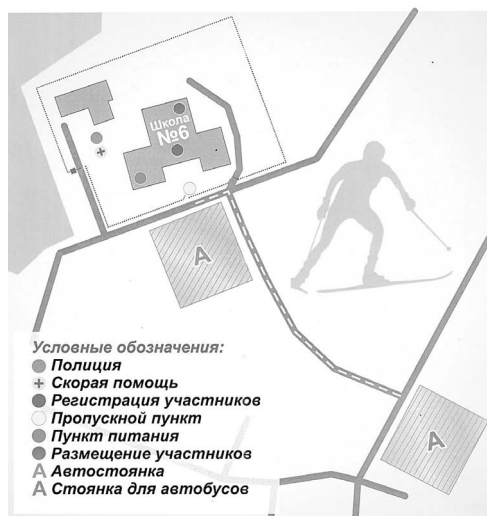 Школа
№6
А
А
Условные обозначения:
Полиция
Скорая помощь
Регистрация участников
Пропускной пункт
Пункт питания
Размещение участников
А Автостоянка
А Стоянка для автобусов